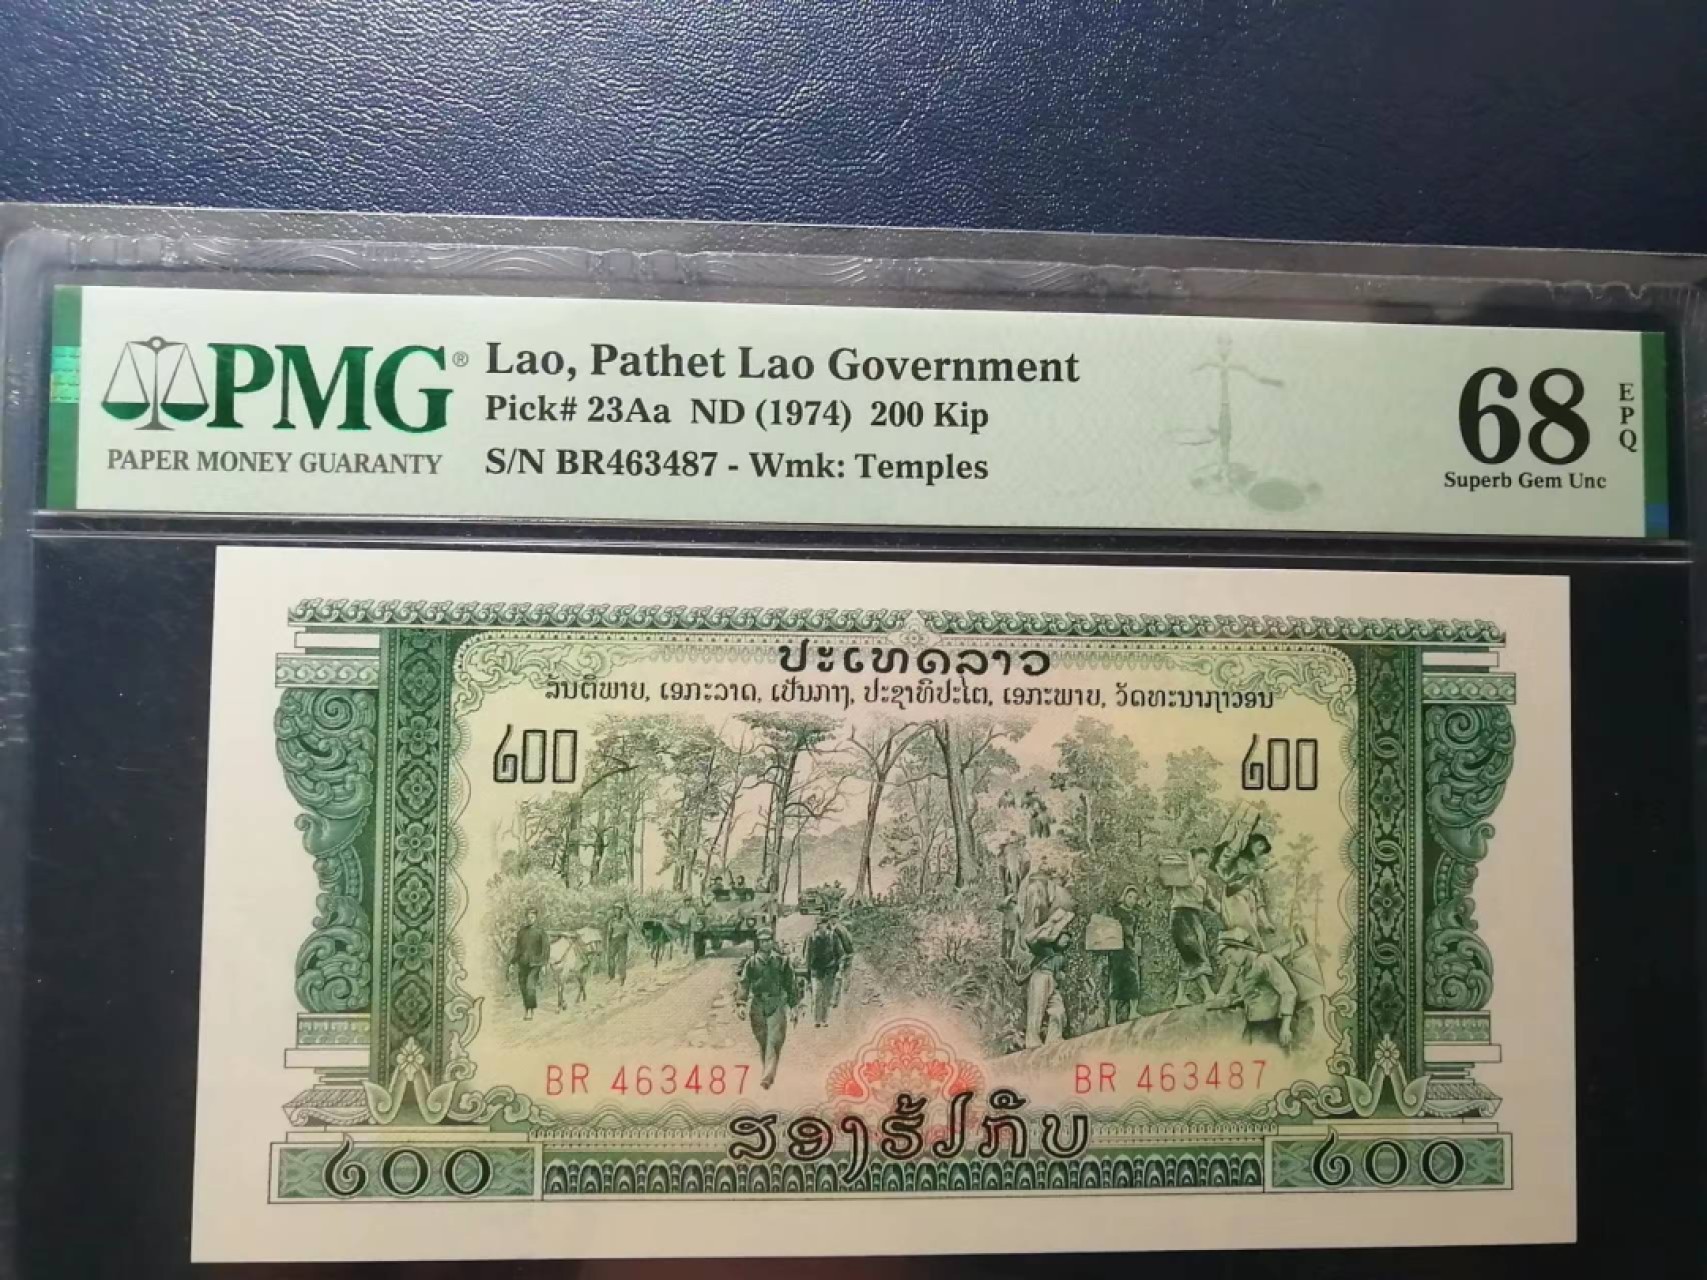 PMG®
PAPER MONEY GUARANTY
Lao, Pathet Lao Government
Pick# 23Aa ND (1974) 200 Kip
S/N BR463487 - Wmk: Temples
68
EPQ
Superb Gem Unc
ປະເທດລາວ
ສັນຕິພາບ, ເອກະລາດ, ເປັນກາງ, ປະຊາທິປະໄຕ, ເອກະພາບ, ວັດທະນາຖາວອນ
໒໐໐ ໒໐໐
BR 463487 BR 463487
ສອງຮ້ອຍກີບ
໒໐໐ ໒໐໐